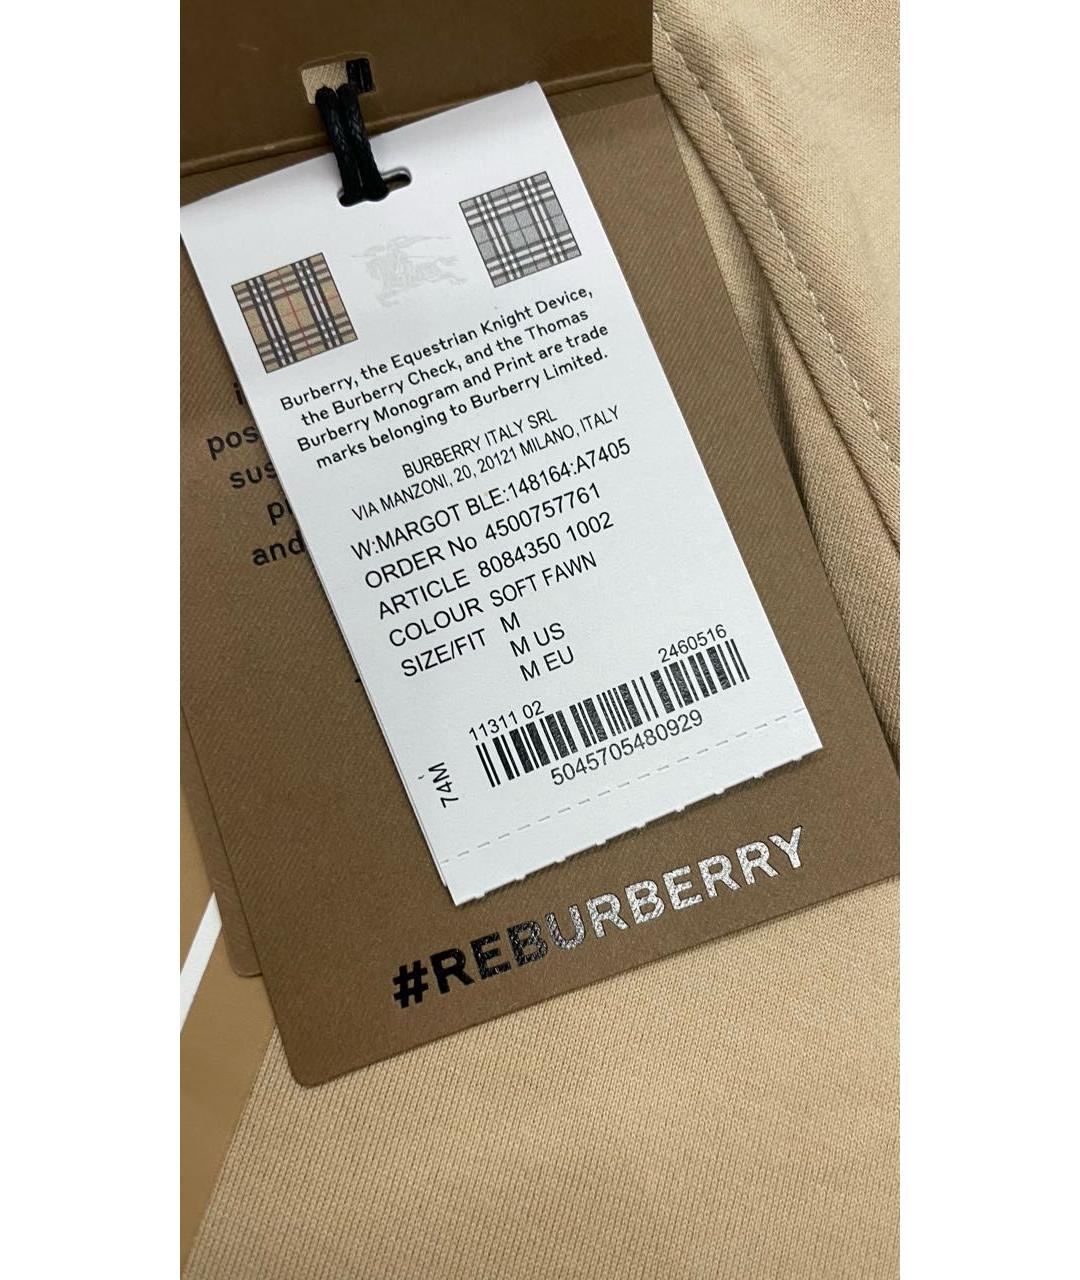 Burberry, the Equestrian Knight Device,
the Burberry Check, and the Thomas
Burberry Monogram and Print are trade
marks belonging to Burberry Limited.
BURBERRY ITALY SRL
VIA MANZONI, 20, 20121 MILANO, ITALY
W:MARGOT BLE:148164:A7405
ORDER No 4500757761
ARTICLE 8084350 1002
COLOUR SOFT FAWN
SIZE/FIT M
M US
M EU
11311 02 2460516
5045705480929
74M
and
#REBURBERRY